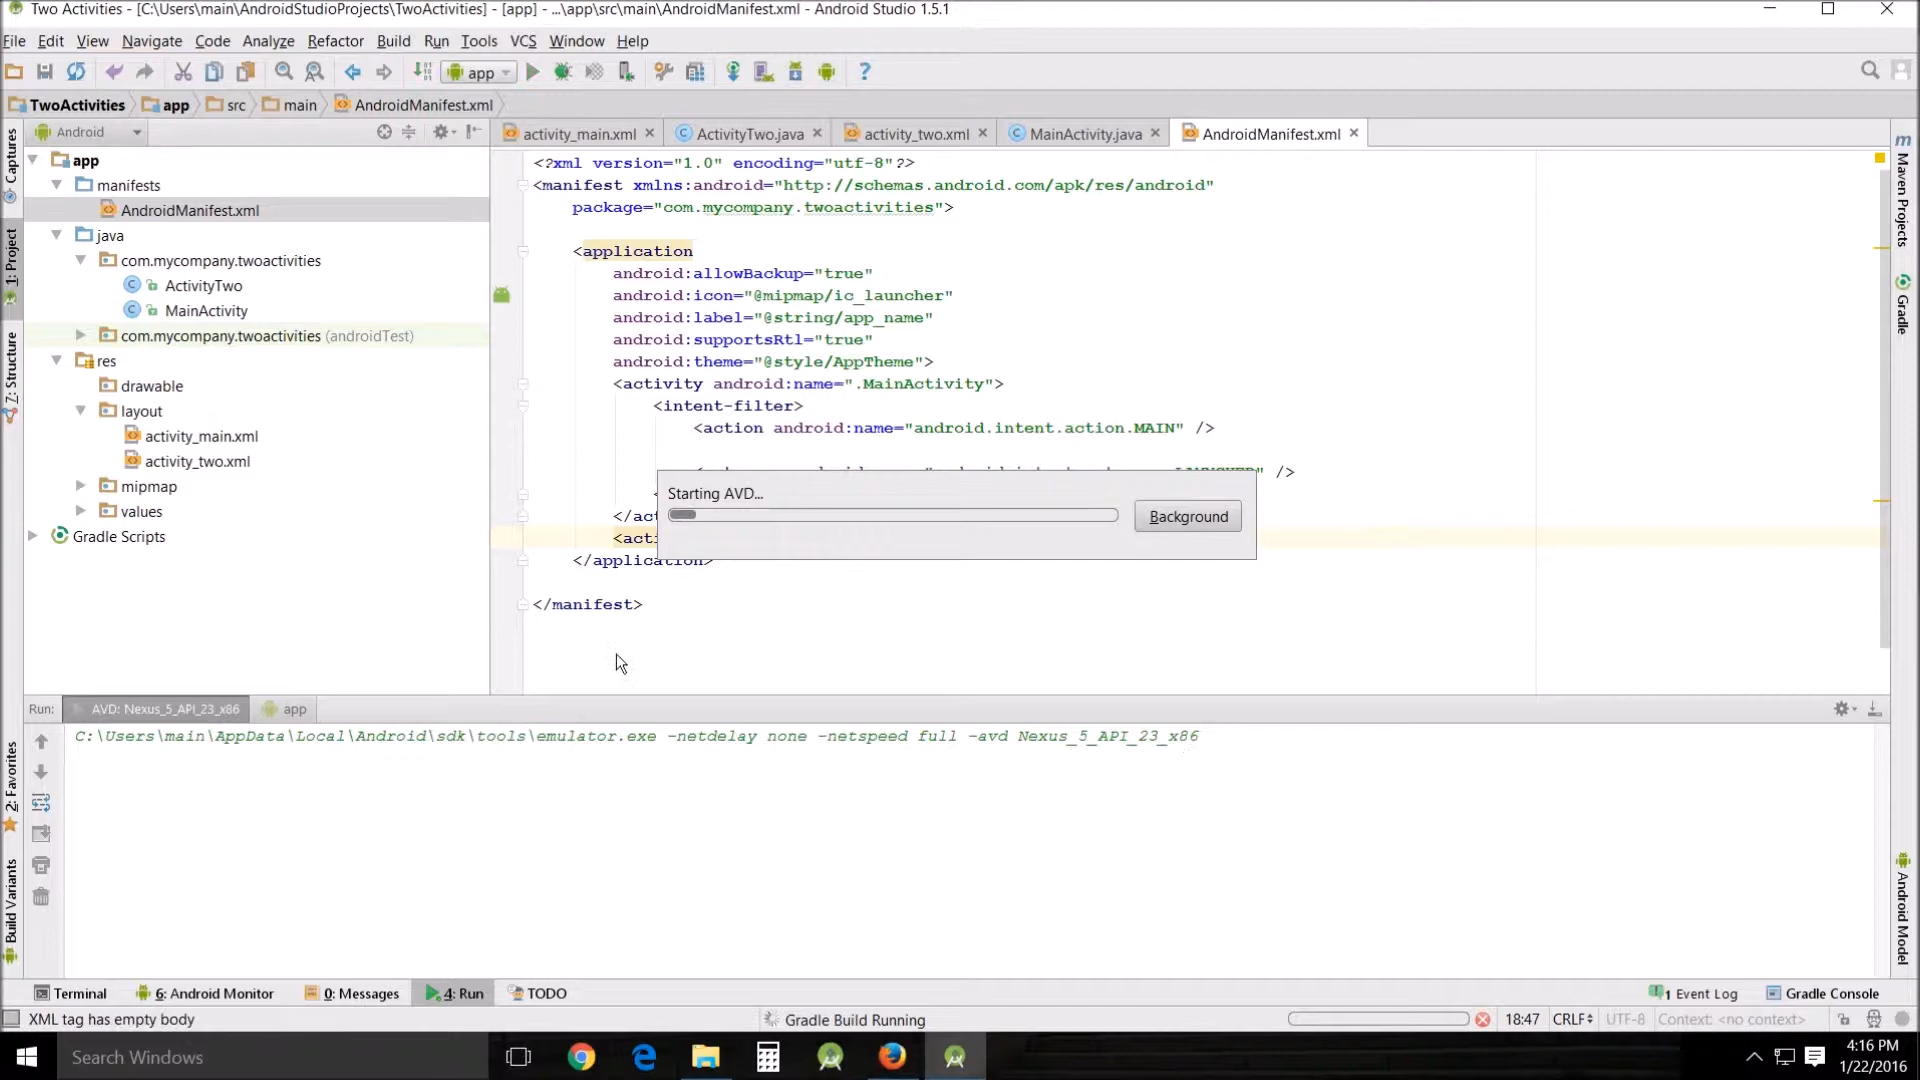 Two Activities - [C:\Users\main\AndroidStudioProjects\TwoActivities] - [app] - ...\app\src\main\AndroidManifest.xml - Android Studio 1.5.1
File Edit View Navigate Code Analyze Refactor Build Run Tools VCS Window Help
app
TwoActivities app src main AndroidManifest.xml
Android
activity_main.xml ActivityTwo.java activity_two.xml MainActivity.java AndroidManifest.xml
Captures
1: Project
Z: Structure
2: Favorites
Build Variants
app
manifests
AndroidManifest.xml
java
com.mycompany.twoactivities
ActivityTwo
MainActivity
com.mycompany.twoactivities (androidTest)
res
drawable
layout
activity_main.xml
activity_two.xml
mipmap
values
Gradle Scripts
<?xml version="1.0" encoding="utf-8"?>
<manifest xmlns:android="http://schemas.android.com/apk/res/android"
package="com.mycompany.twoactivities">
<application
android:allowBackup="true"
android:icon="@mipmap/ic_launcher"
android:label="@string/app_name"
android:supportsRtl="true"
android:theme="@style/AppTheme">
<activity android:name=".MainActivity">
<intent-filter>
<action android:name="android.intent.action.MAIN" />
" />
</act
<acti
</application>
</manifest>
Starting AVD...
Background
m Maven Projects
Gradle
Android Model
Run: AVD: Nexus_5_API_23_x86 app
C:\Users\main\AppData\Local\Android\sdk\tools\emulator.exe -netdelay none -netspeed full -avd Nexus_5_API_23_x86
Terminal 6: Android Monitor 0: Messages 4: Run TODO 1 Event Log Gradle Console
XML tag has empty body Gradle Build Running 18:47 CRLF UTF-8 Context: <no context>
Search Windows
4:16 PM
1/22/2016